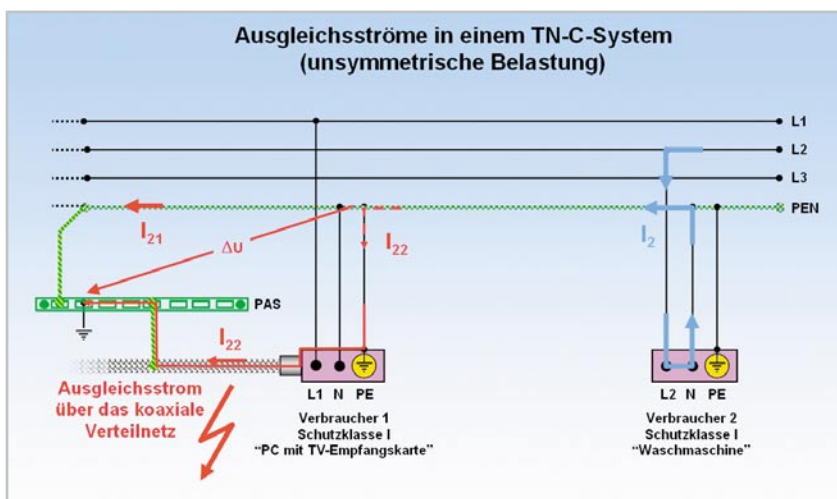 Ausgleichsströme in einem TN-C-System
(unsymmetrische Belastung)
L1
L2
L3
PEN
I21
ΔU
I22
I2
PAS
I22
Ausgleichsstrom
über das koaxiale
Verteilnetz
L1 N PE
Verbraucher 1
Schutzklasse I
"PC mit TV-Empfangskarte"
L2 N PE
Verbraucher 2
Schutzklasse I
"Waschmaschine"